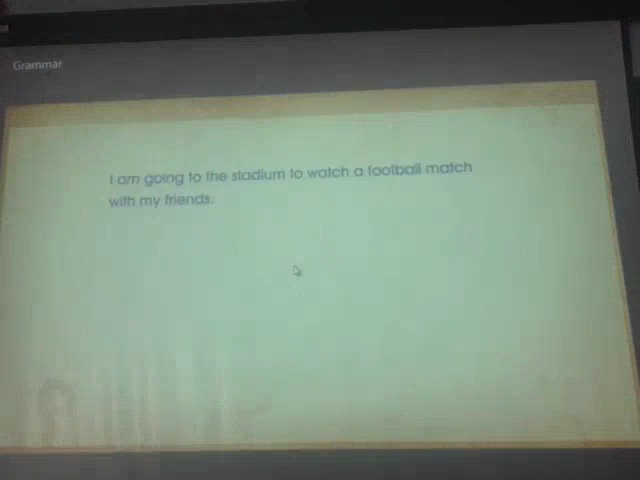 Grammar
I am going to the stadium to watch a football match
with my friends.